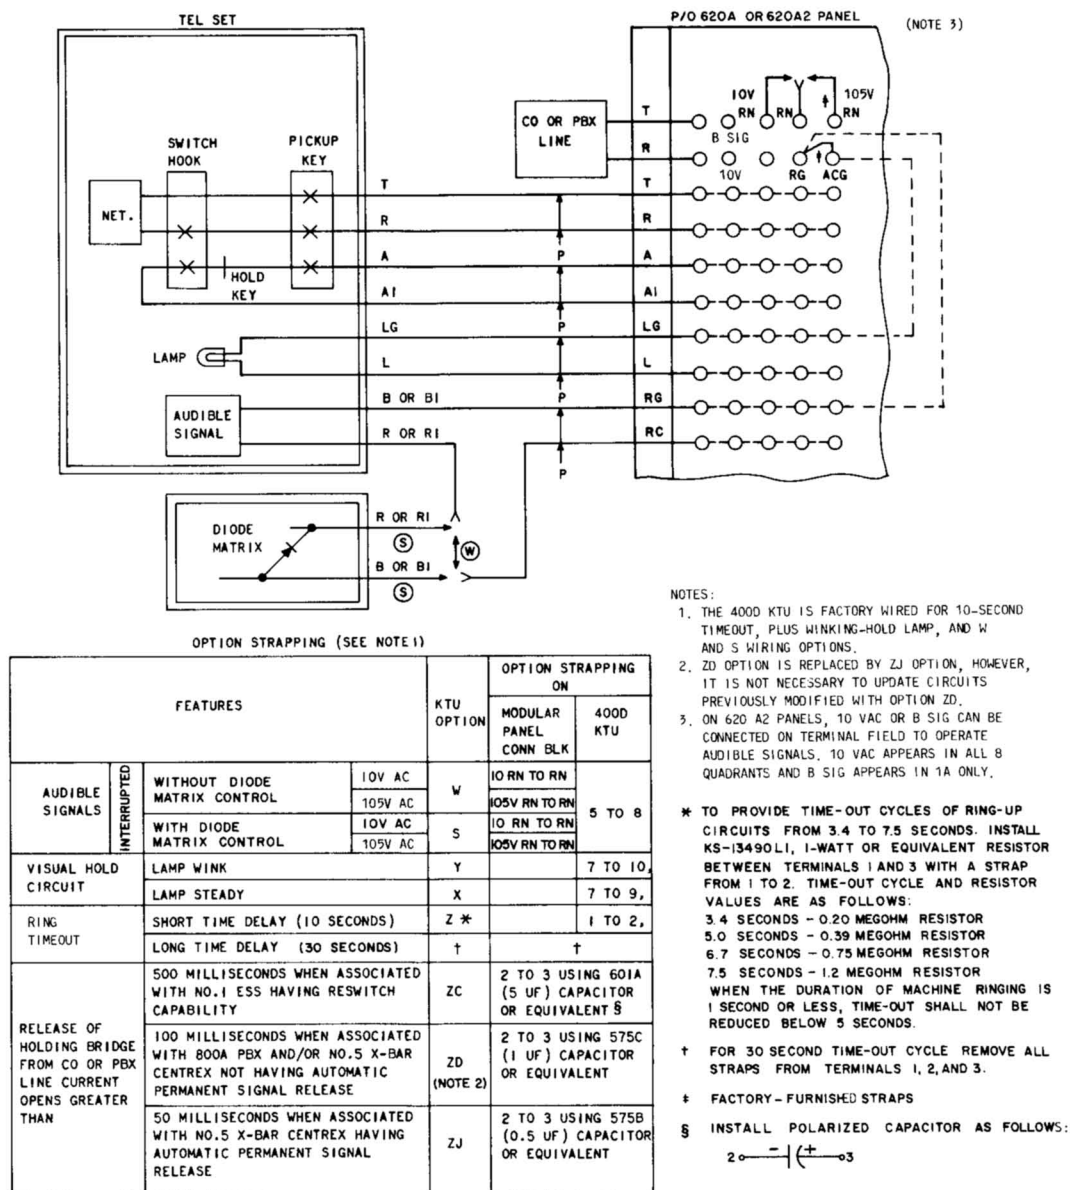 TEL SET
P/O 620A OR 620A2 PANEL
(NOTE 3)
10V
RN
RN
105V
‡ RN
CO OR PBX
LINE
T
B SIG
R
10V
RG
‡ ACG
SWITCH
HOOK
PICKUP
KEY
NET.
T
T
R
R
P
A
A
HOLD
KEY
A1
A1
LG
P
LG
LAMP
L
L
B OR B1
P
RG
AUDIBLE
SIGNAL
R OR R1
RC
P
DIODE
MATRIX
R OR R1
S
W
B OR B1
S
OPTION STRAPPING (SEE NOTE 1)
FEATURES
KTU
OPTION
OPTION STRAPPING
ON
MODULAR
PANEL
CONN BLK
400D
KTU
AUDIBLE
SIGNALS
INTERRUPTED
WITHOUT DIODE
MATRIX CONTROL
10V AC
W
10 RN TO RN
105V AC
105V RN TO RN
5 TO 8
WITH DIODE
MATRIX CONTROL
10V AC
S
10 RN TO RN
105V AC
105V RN TO RN
VISUAL HOLD
CIRCUIT
LAMP WINK
Y
7 TO 10,
LAMP STEADY
X
7 TO 9,
RING
TIMEOUT
SHORT TIME DELAY (10 SECONDS)
Z *
1 TO 2,
LONG TIME DELAY (30 SECONDS)
†
†
RELEASE OF
HOLDING BRIDGE
FROM CO OR PBX
LINE CURRENT
OPENS GREATER
THAN
500 MILLISECONDS WHEN ASSOCIATED
WITH NO.1 ESS HAVING RESWITCH
CAPABILITY
ZC
2 TO 3 USING 601A
(5 UF) CAPACITOR
OR EQUIVALENT §
100 MILLISECONDS WHEN ASSOCIATED
WITH 800A PBX AND/OR NO.5 X-BAR
CENTREX NOT HAVING AUTOMATIC
PERMANENT SIGNAL RELEASE
ZD
(NOTE 2)
2 TO 3 USING 575C
(1 UF) CAPACITOR
OR EQUIVALENT
50 MILLISECONDS WHEN ASSOCIATED
WITH NO.5 X-BAR CENTREX HAVING
AUTOMATIC PERMANENT SIGNAL
RELEASE
ZJ
2 TO 3 USING 575B
(0.5 UF) CAPACITOR
OR EQUIVALENT
NOTES:
1. THE 400D KTU IS FACTORY WIRED FOR 10-SECOND
TIMEOUT, PLUS WINKING-HOLD LAMP, AND W
AND S WIRING OPTIONS.
2. ZD OPTION IS REPLACED BY ZJ OPTION, HOWEVER,
IT IS NOT NECESSARY TO UPDATE CIRCUITS
PREVIOUSLY MODIFIED WITH OPTION ZD.
3. ON 620 A2 PANELS, 10 VAC OR B SIG CAN BE
CONNECTED ON TERMINAL FIELD TO OPERATE
AUDIBLE SIGNALS. 10 VAC APPEARS IN ALL 8
QUADRANTS AND B SIG APPEARS IN 1A ONLY.
* TO PROVIDE TIME-OUT CYCLES OF RING-UP
CIRCUITS FROM 3.4 TO 7.5 SECONDS. INSTALL
KS-13490L1, 1-WATT OR EQUIVALENT RESISTOR
BETWEEN TERMINALS 1 AND 3 WITH A STRAP
FROM 1 TO 2. TIME-OUT CYCLE AND RESISTOR
VALUES ARE AS FOLLOWS:
3.4 SECONDS - 0.20 MEGOHM RESISTOR
5.0 SECONDS - 0.39 MEGOHM RESISTOR
6.7 SECONDS - 0.75 MEGOHM RESISTOR
7.5 SECONDS - 1.2 MEGOHM RESISTOR
WHEN THE DURATION OF MACHINE RINGING IS
1 SECOND OR LESS, TIME-OUT SHALL NOT BE
REDUCED BELOW 5 SECONDS.
† FOR 30 SECOND TIME-OUT CYCLE REMOVE ALL
STRAPS FROM TERMINALS 1, 2, AND 3.
‡ FACTORY-FURNISHED STRAPS
§ INSTALL POLARIZED CAPACITOR AS FOLLOWS:
2 - + 3